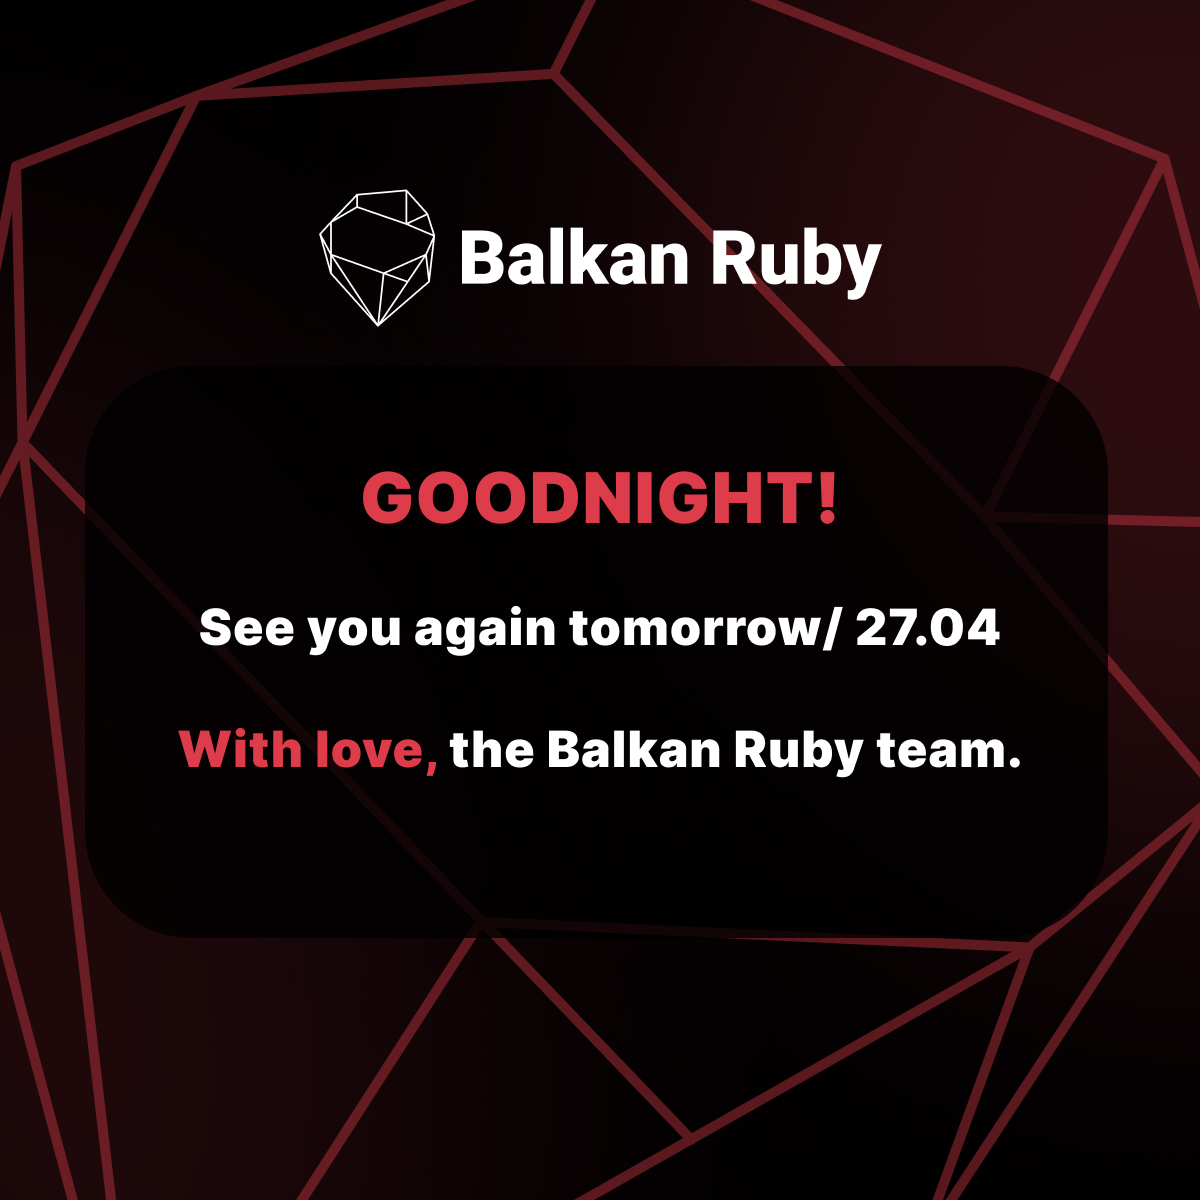 Balkan Ruby
GOODNIGHT!
See you again tomorrow/ 27.04
With love, the Balkan Ruby team.